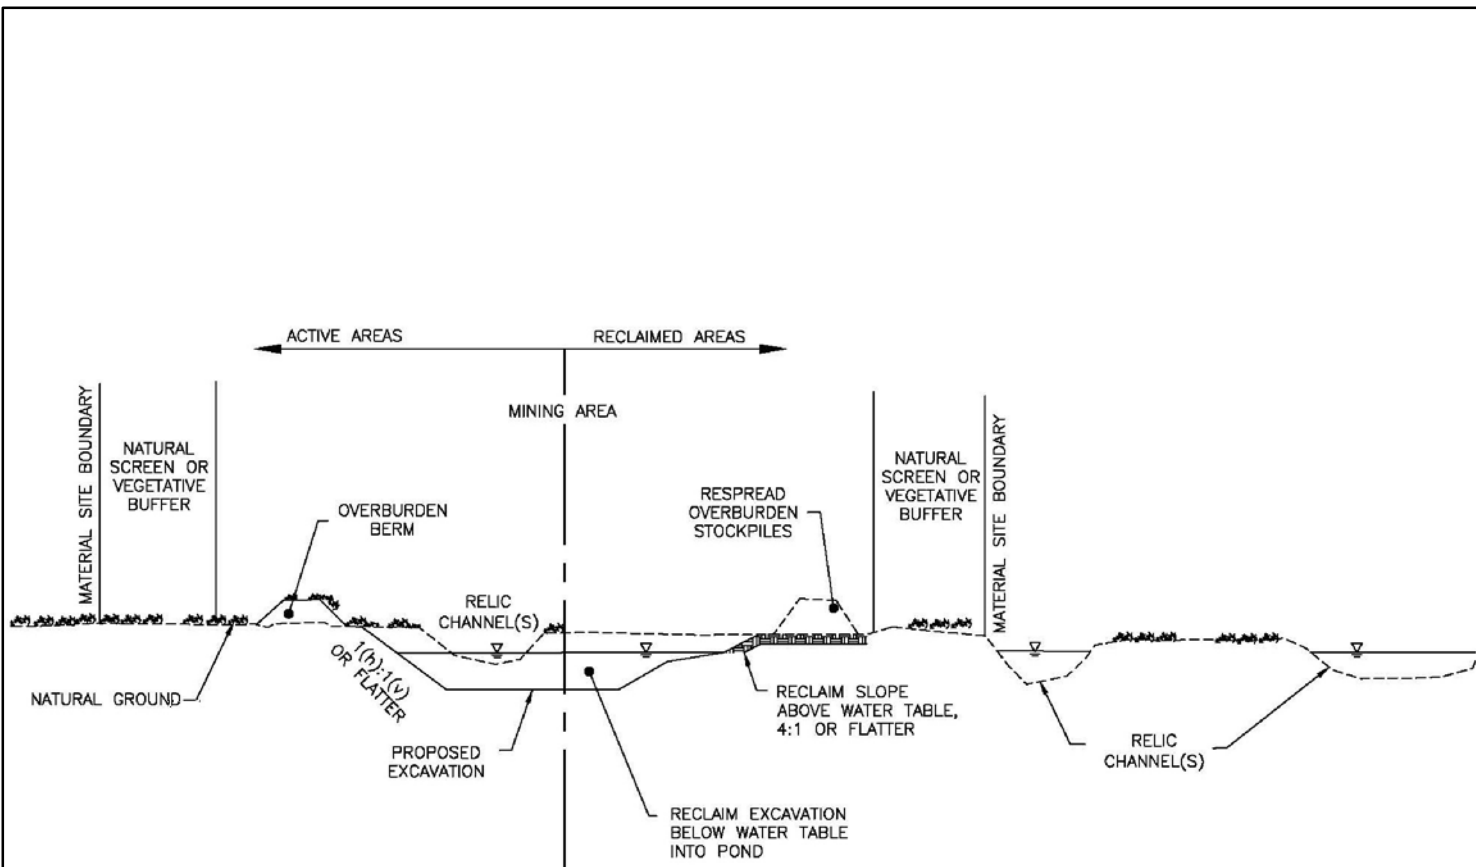 ACTIVE AREAS
RECLAIMED AREAS
MINING AREA
MATERIAL SITE BOUNDARY
NATURAL
SCREEN OR
VEGETATIVE
BUFFER
OVERBURDEN
BERM
RELIC
CHANNEL(S)
RESPREAD
OVERBURDEN
STOCKPILES
NATURAL
SCREEN OR
VEGETATIVE
BUFFER
MATERIAL SITE BOUNDARY
1(h):1(v)
OR FLATTER
NATURAL GROUND
PROPOSED
EXCAVATION
RECLAIM SLOPE
ABOVE WATER TABLE,
4:1 OR FLATTER
RELIC
CHANNEL(S)
RECLAIM EXCAVATION
BELOW WATER TABLE
INTO POND